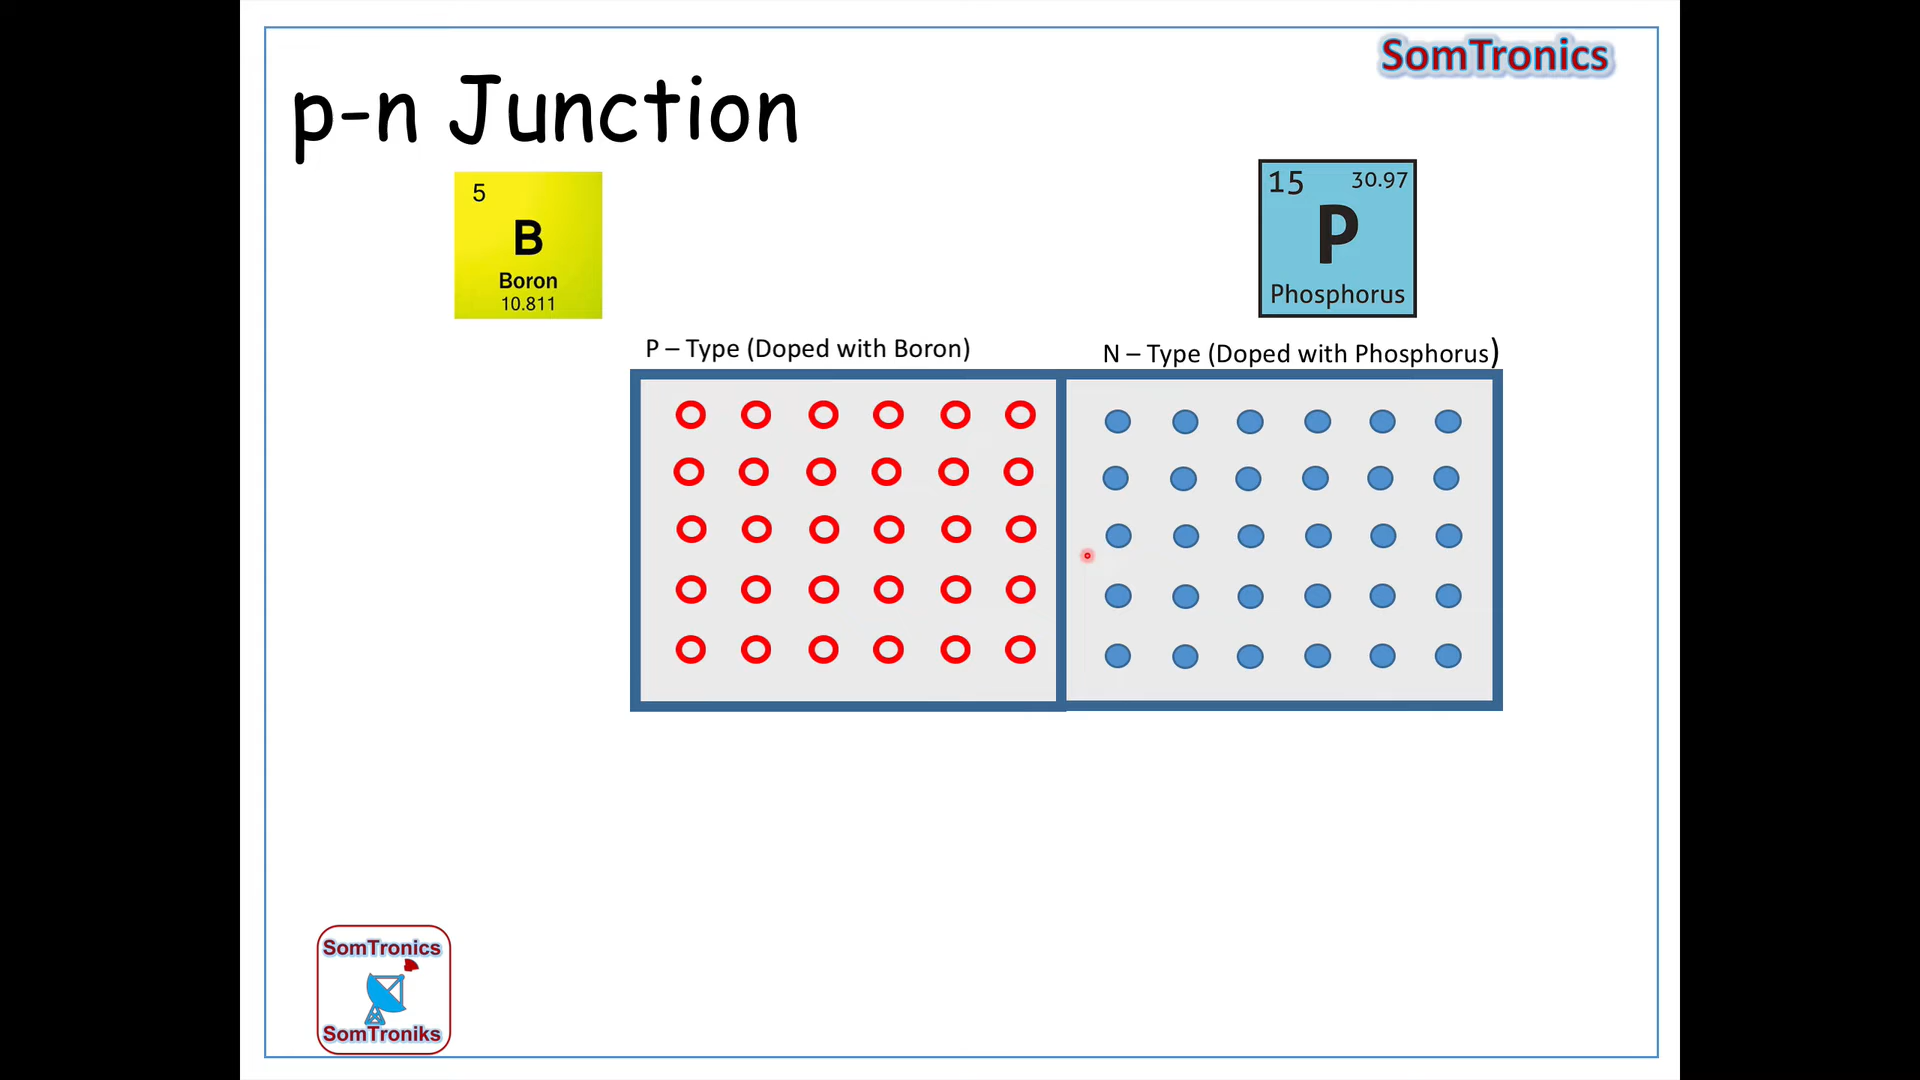 SomTronics
p-n Junction
5
B
Boron
10.811
15 30.97
P
Phosphorus
P – Type (Doped with Boron)
N – Type (Doped with Phosphorus)
SomTronics
SomTroniks